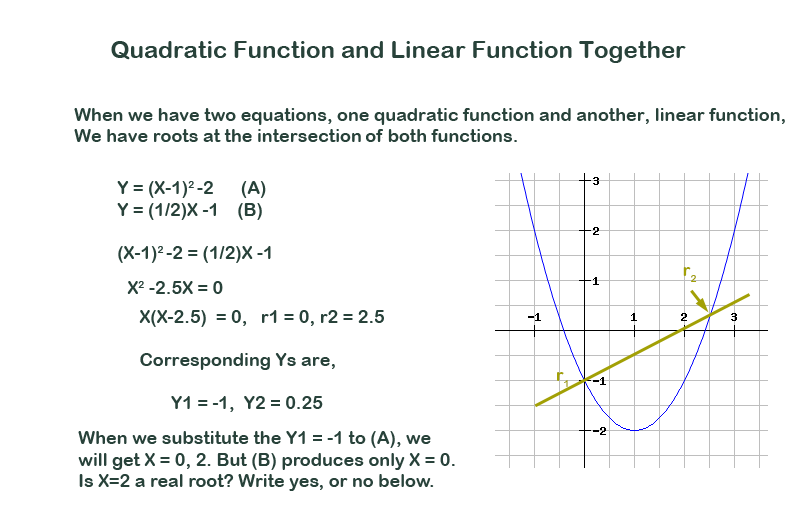 Quadratic Function and Linear Function Together
When we have two equations, one quadratic function and another, linear function,
We have roots at the intersection of both functions.
Y = (X-1)² -2 (A)
Y = (1/2)X -1 (B)
(X-1)² -2 = (1/2)X -1
X² -2.5X = 0
X(X-2.5) = 0, r1 = 0, r2 = 2.5
Corresponding Ys are,
Y1 = -1, Y2 = 0.25
When we substitute the Y1 = -1 to (A), we
will get X = 0, 2. But (B) produces only X = 0.
Is X=2 a real root? Write yes, or no below.
3
2
1
r₂
-1 1 2 3
r₁
-1
-2